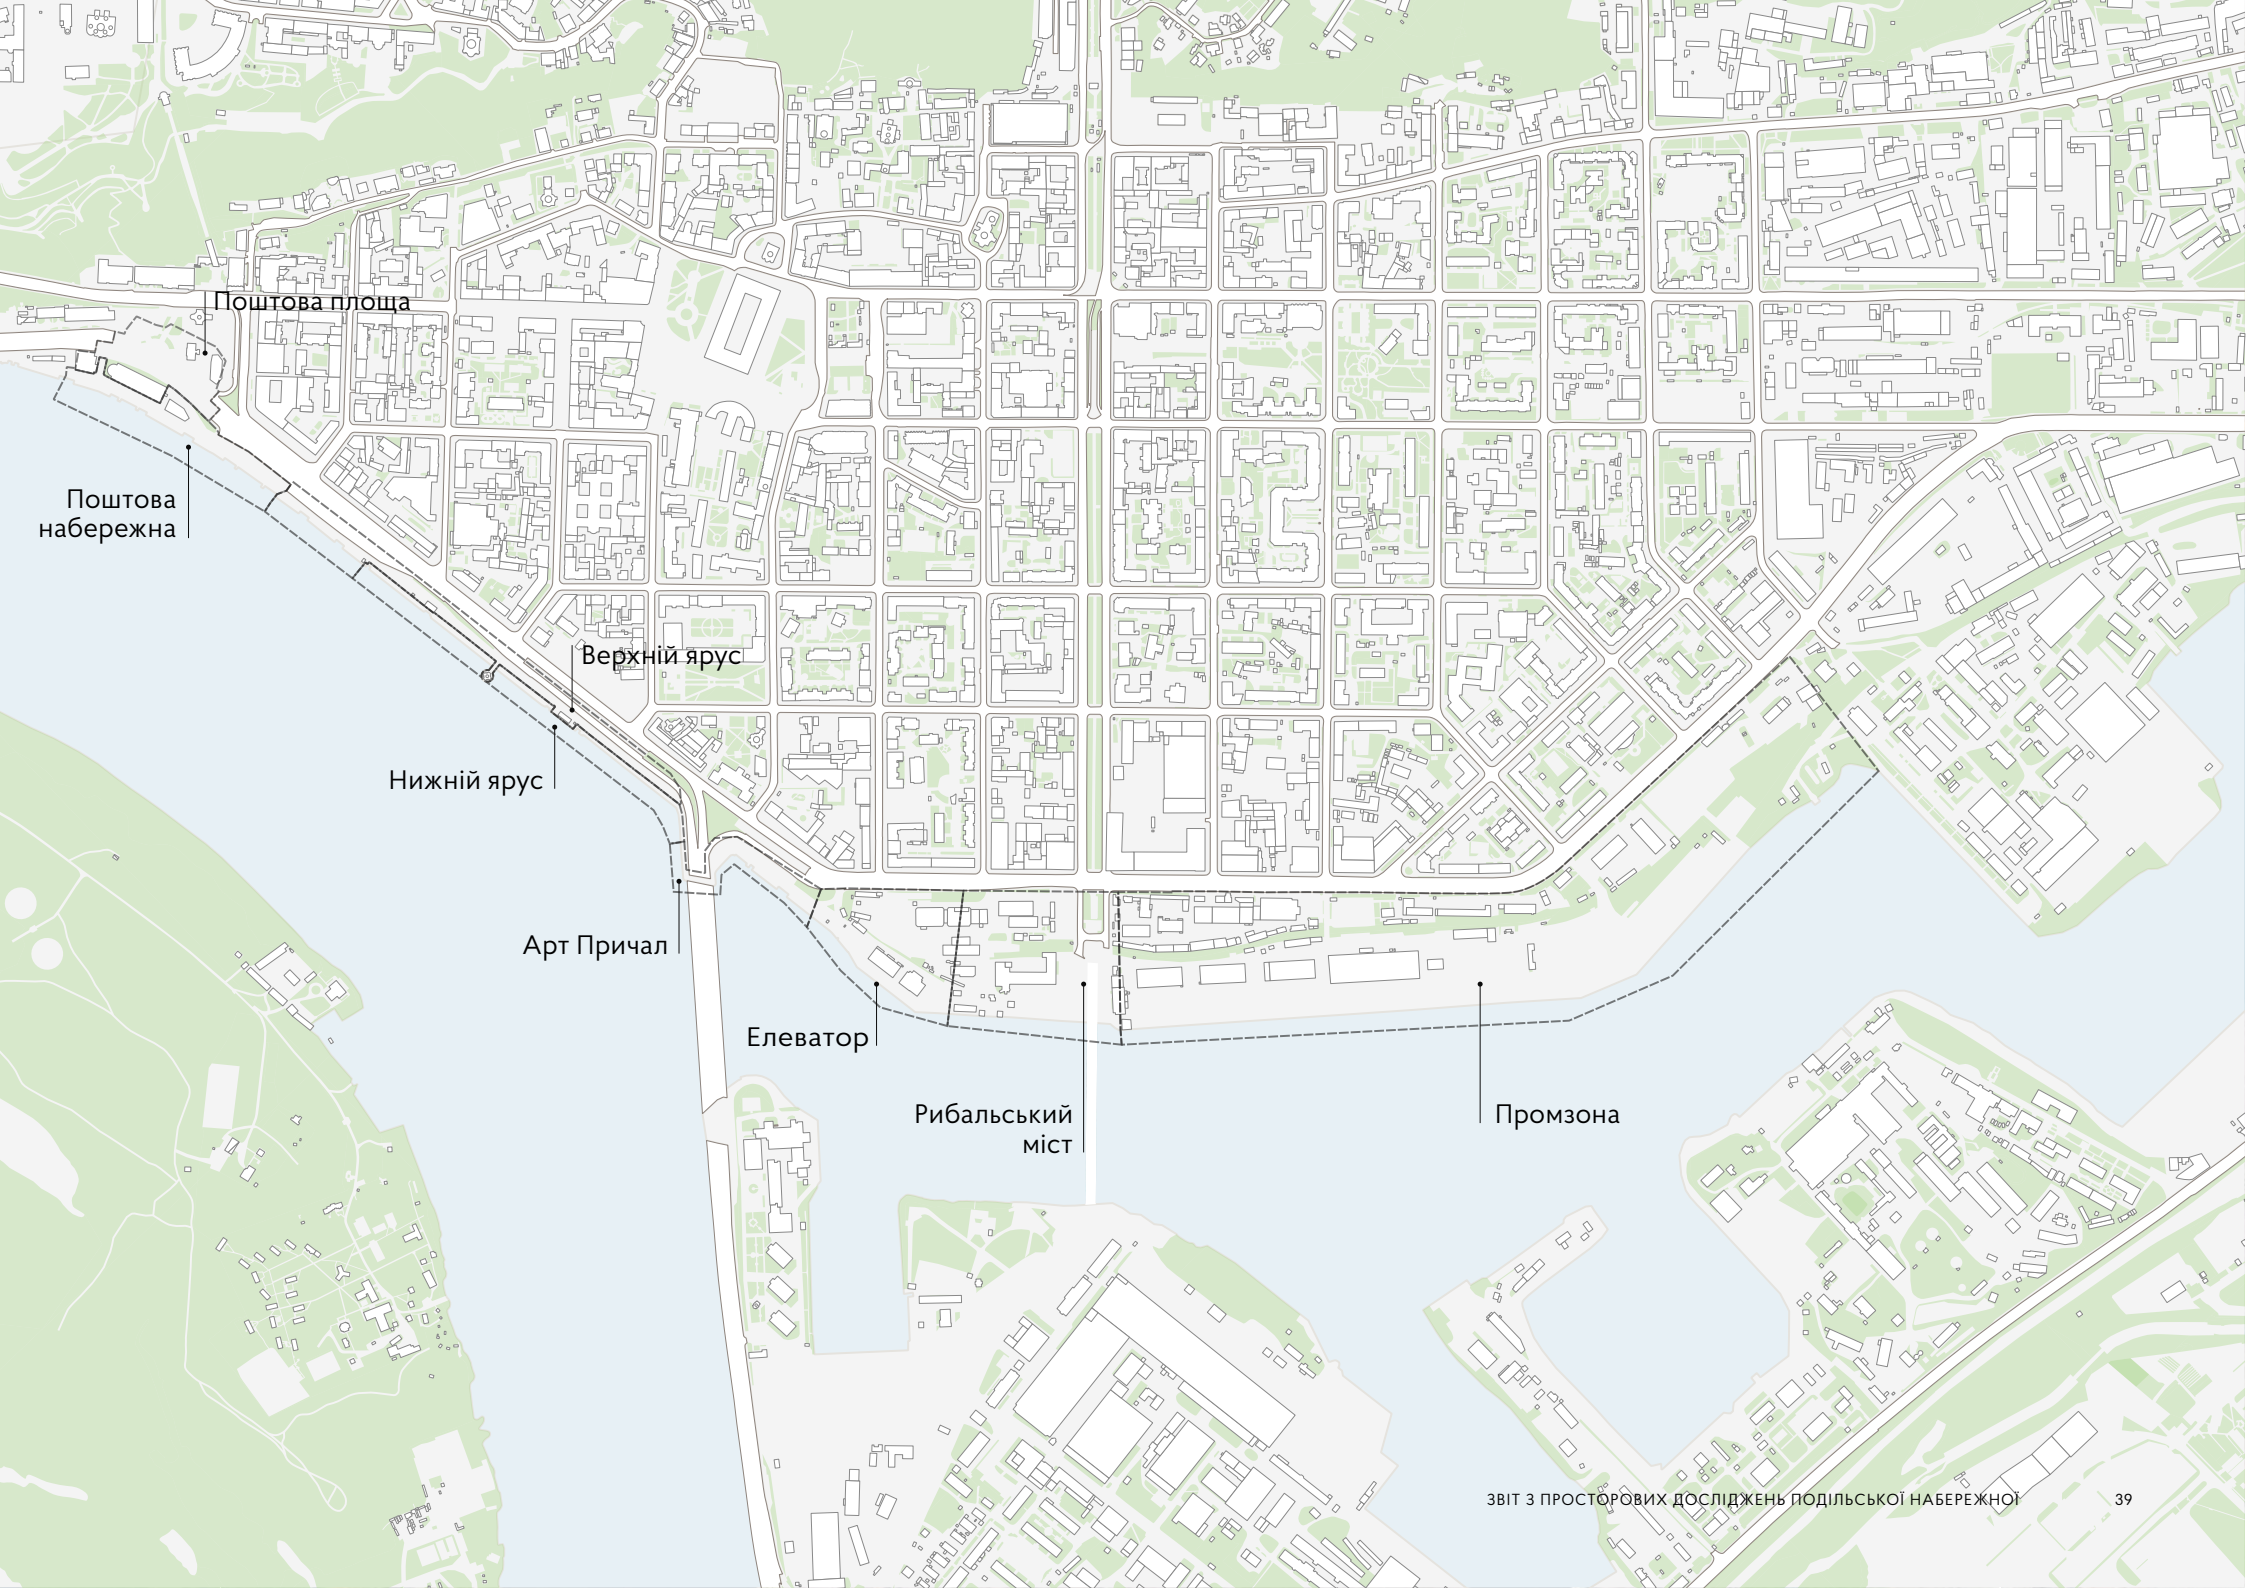 Поштова площа
Поштова
набережна
Верхній ярус
Нижній ярус
Арт Причал
Елеватор
Рибальський
міст
Промзона
ЗВІТ З ПРОСТОРОВИХ ДОСЛІДЖЕНЬ ПОДІЛЬСЬКОЇ НАБЕРЕЖНОЇ 39